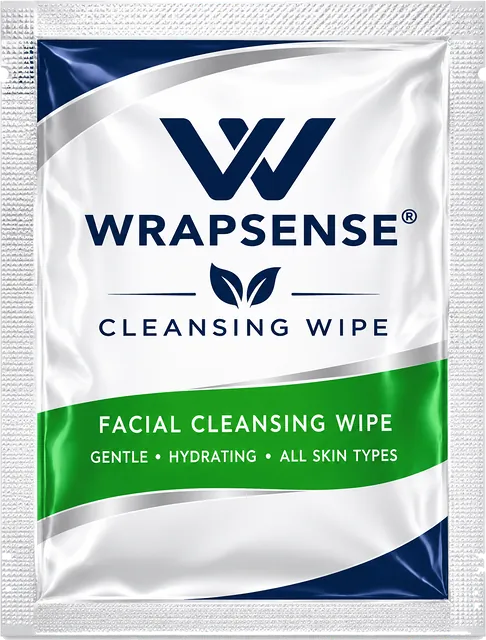 W
WRAPSENSE®
CLEANSING WIPE
FACIAL CLEANSING WIPE
GENTLE • HYDRATING • ALL SKIN TYPES